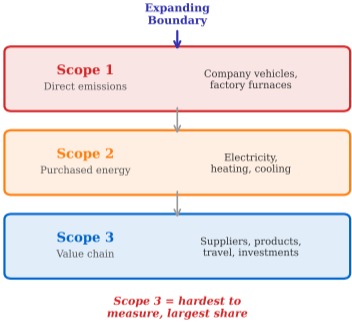 Expanding
Boundary
Scope 1
Direct emissions
Company vehicles,
factory furnaces
Scope 2
Purchased energy
Electricity,
heating, cooling
Scope 3
Value chain
Suppliers, products,
travel, investments
Scope 3 = hardest to
measure, largest share